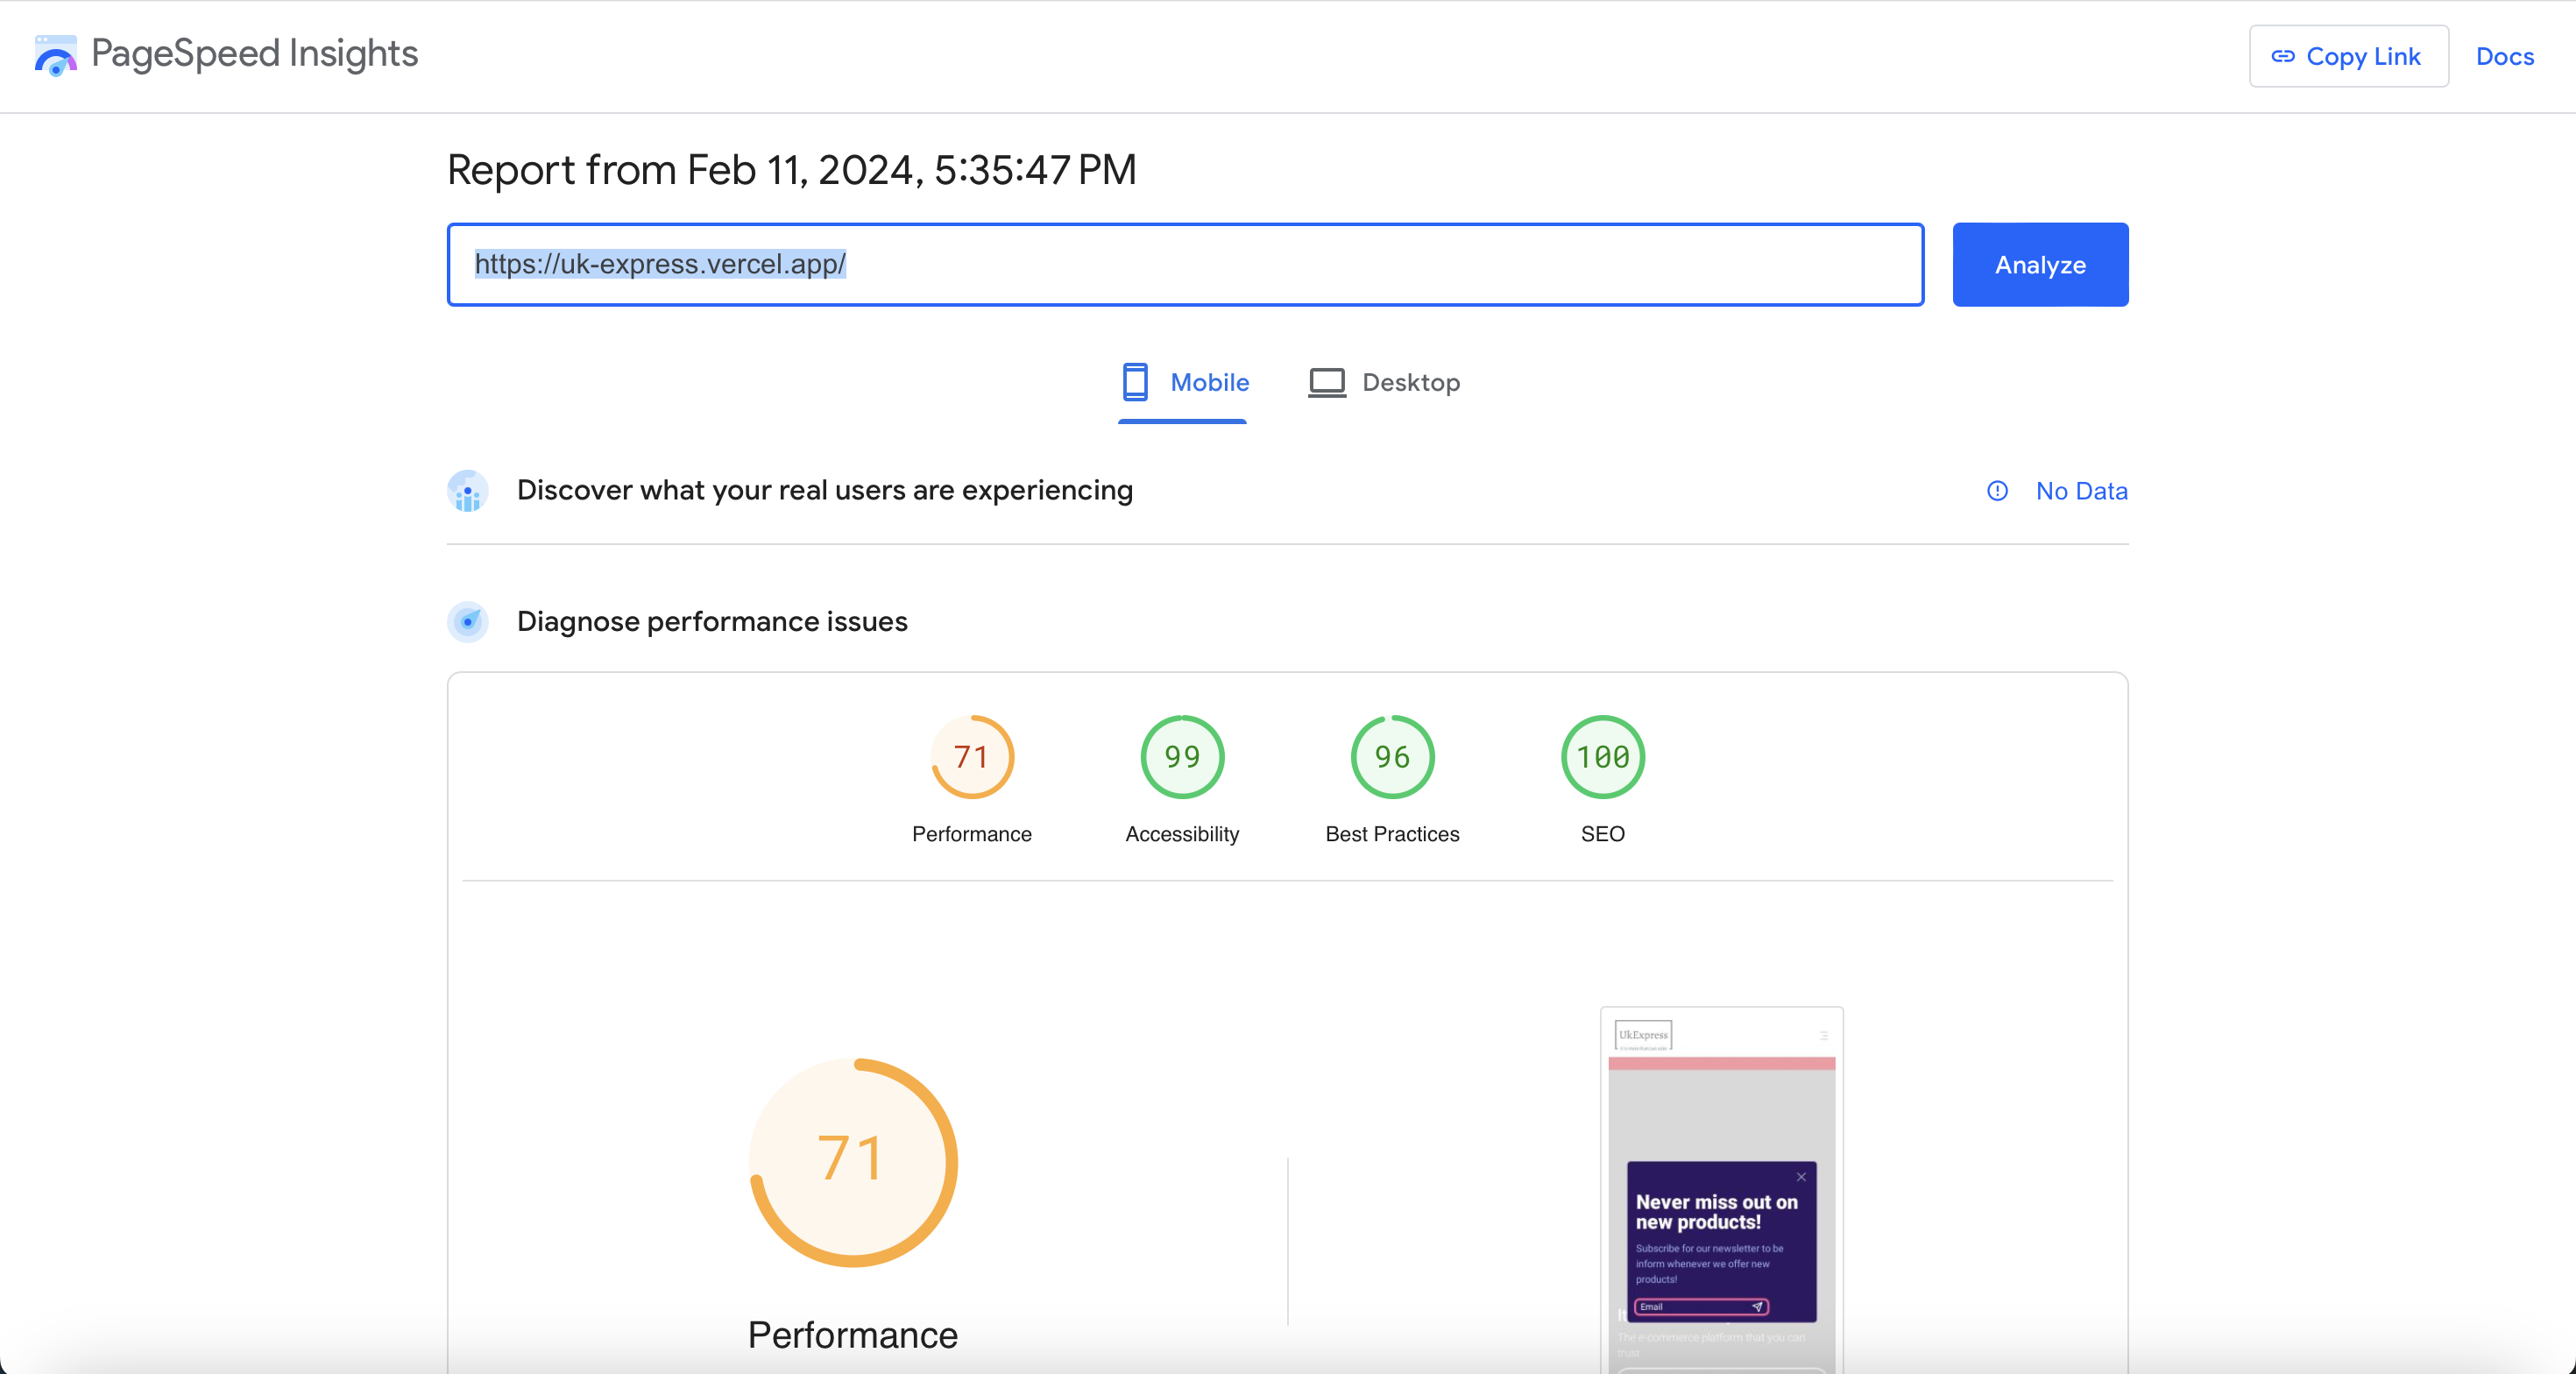 PageSpeed Insights
Copy Link
Docs
Report from Feb 11, 2024, 5:35:47 PM
https://uk-express.vercel.app/
Analyze
Mobile
Desktop
Discover what your real users are experiencing
No Data
Diagnose performance issues
71
99
96
100
Performance
Accessibility
Best Practices
SEO
71
Performance
UkExpress
Never miss out on
new products!
Subscribe for our newsletter to be
inform whenever we offer new
products!
Email
The e-commerce platform that you can
trust